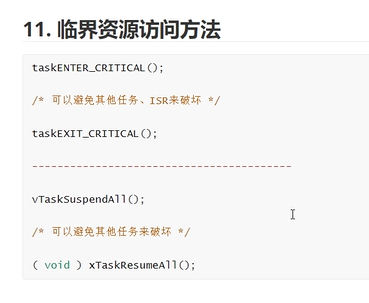 11. 临界资源访问方法
taskENTER_CRITICAL();
/* 可以避免其他任务、ISR来破坏 */
taskEXIT_CRITICAL();
-----------------------------------------
vTaskSuspendAll();
/* 可以避免其他任务来破坏 */
( void ) xTaskResumeAll();